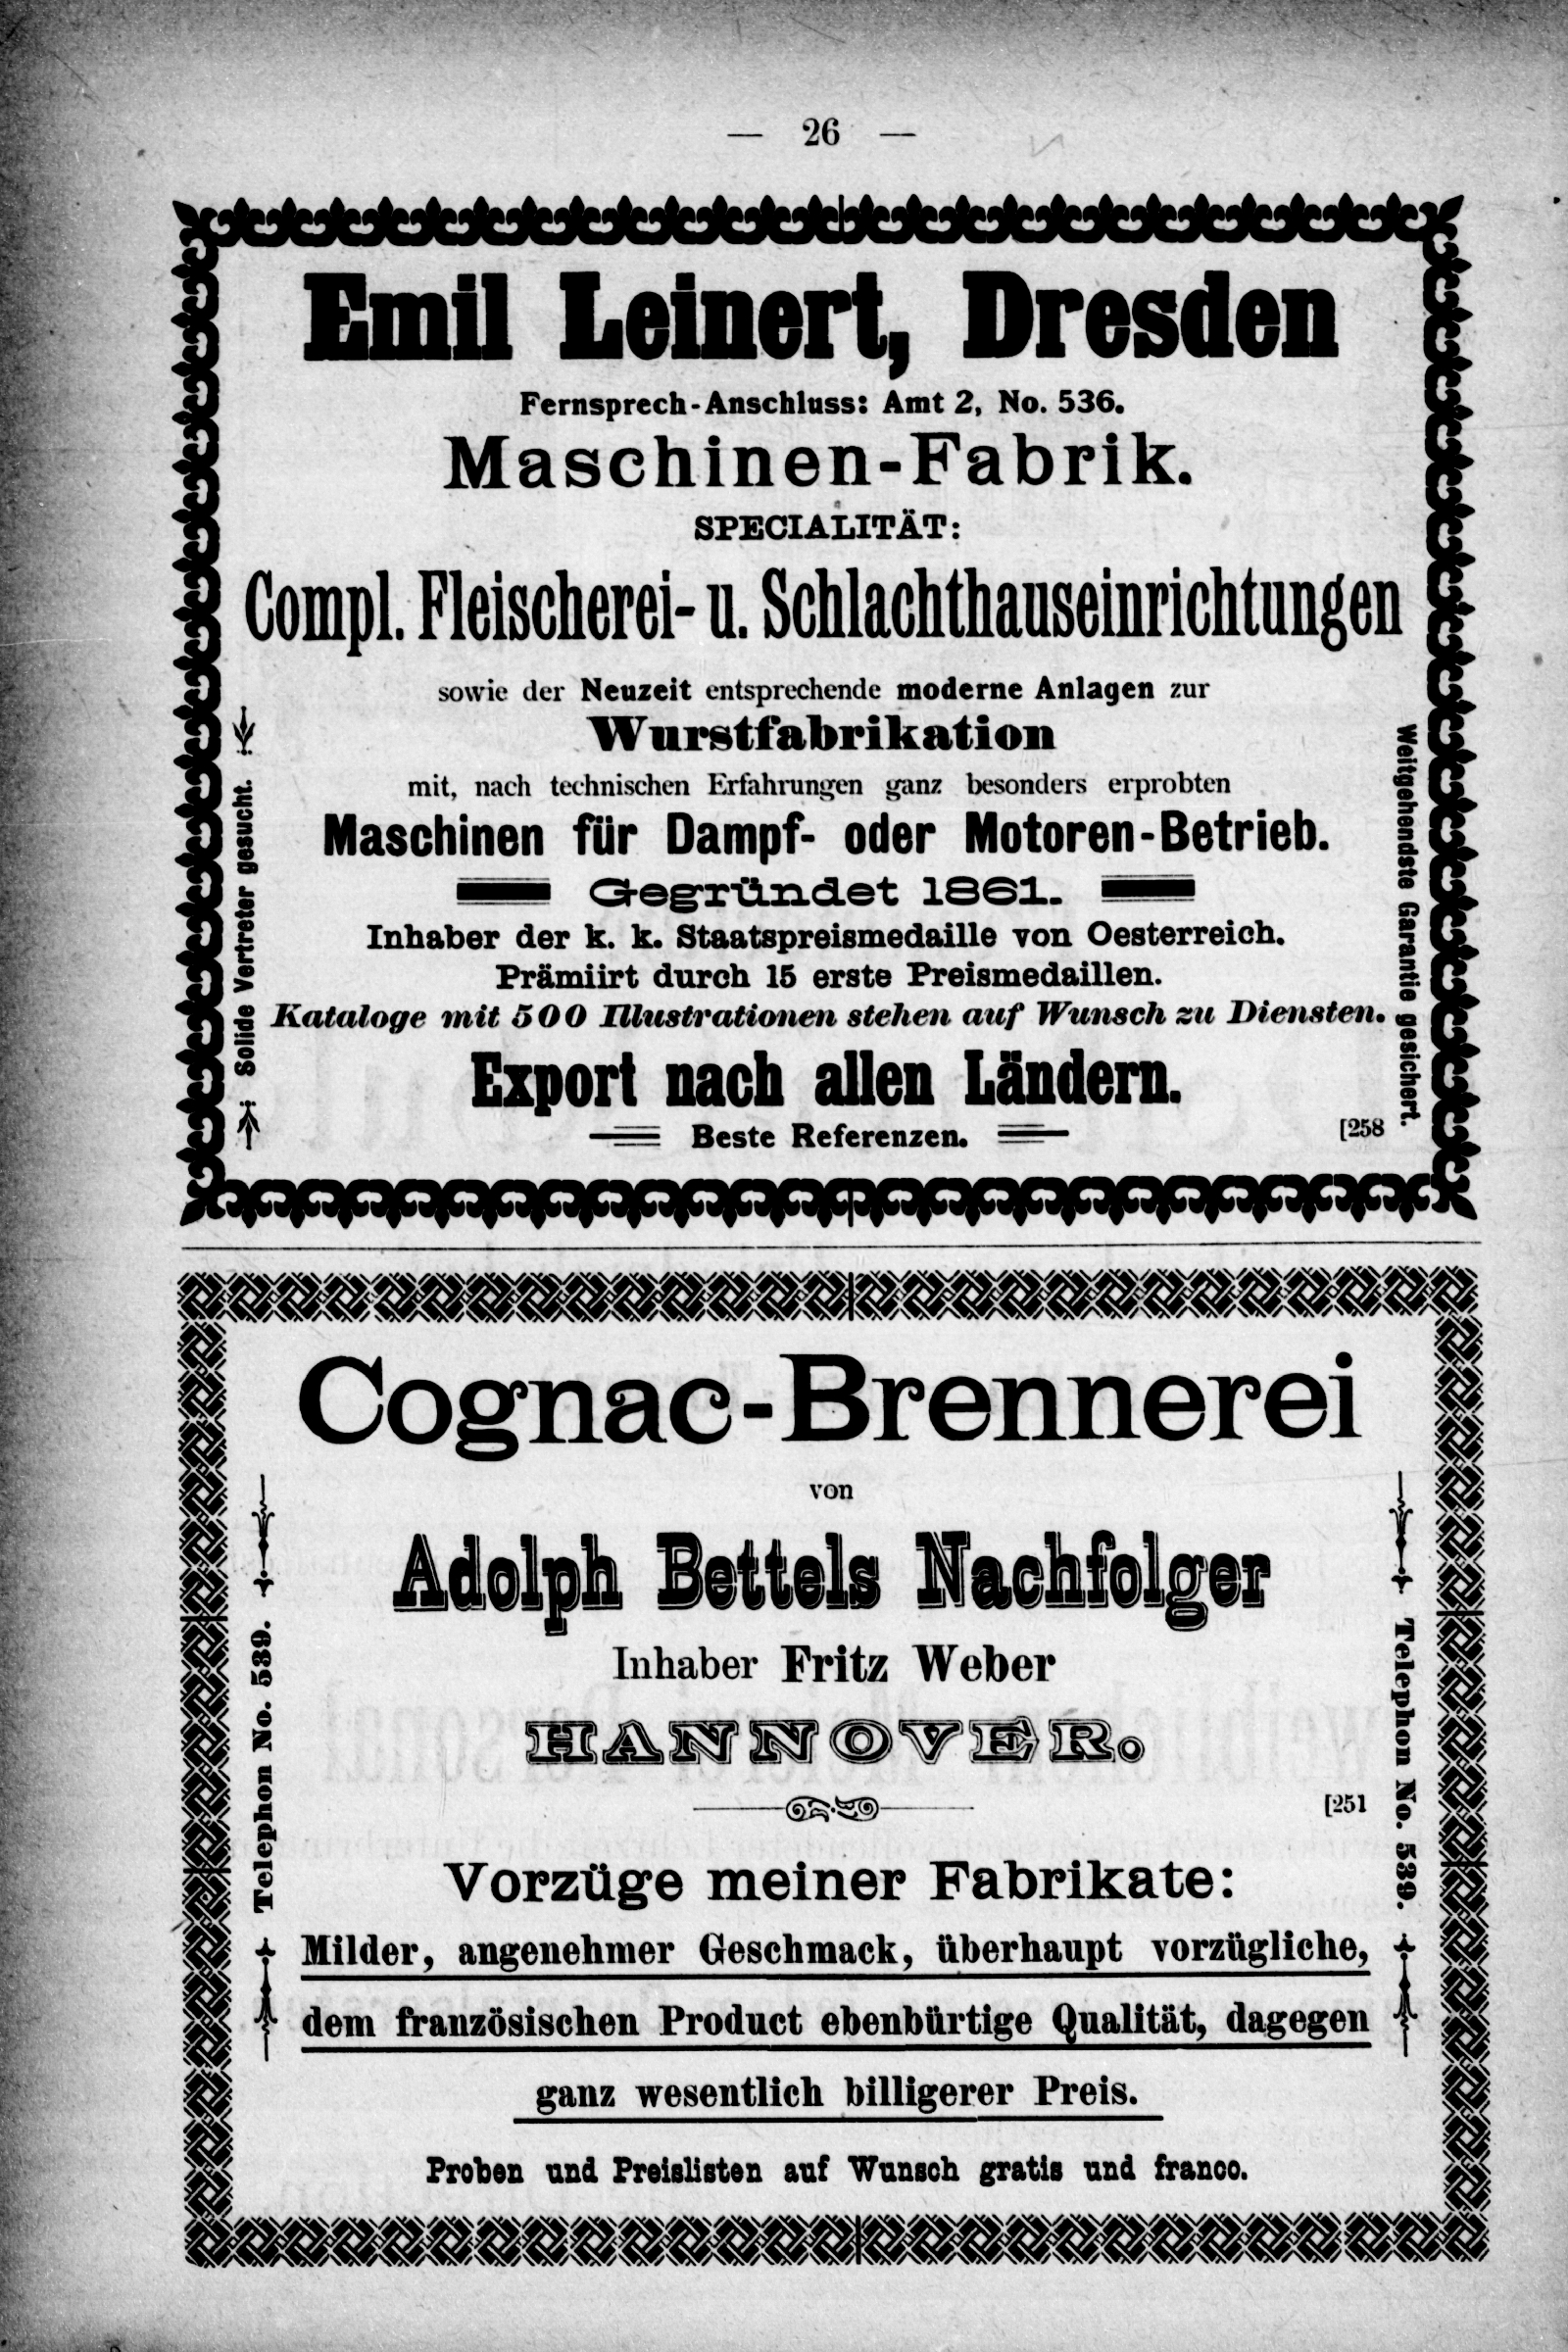 — 26 —
Emil Leinert, Dresden
Fernsprech-Anschluss: Amt 2, No. 536.
Maschinen-Fabrik.
SPECIALITÄT:
Compl. Fleischerei- u. Schlachthauseinrichtungen
sowie der Neuzeit entsprechende moderne Anlagen zur
Wurstfabrikation
mit, nach technischen Erfahrungen ganz besonders erprobten
Maschinen für Dampf- oder Motoren-Betrieb.
Gegründet 1861.
Inhaber der k. k. Staatspreismedaille von Oesterreich.
Prämiirt durch 15 erste Preismedaillen.
Kataloge mit 500 Illustrationen stehen auf Wunsch zu Diensten.
Export nach allen Ländern.
Beste Referenzen.
[258
Solide Vertreter gesucht.
Weitgehendste Garantie gesichert.
Cognac-Brennerei
von
Adolph Bettels Nachfolger
Inhaber Fritz Weber
HANNOVER.
[251
Vorzüge meiner Fabrikate:
Milder, angenehmer Geschmack, überhaupt vorzügliche,
dem französischen Product ebenbürtige Qualität, dagegen
ganz wesentlich billigerer Preis.
Proben und Preislisten auf Wunsch gratis und franco.
Telephon No. 539.
Telephon No. 539.